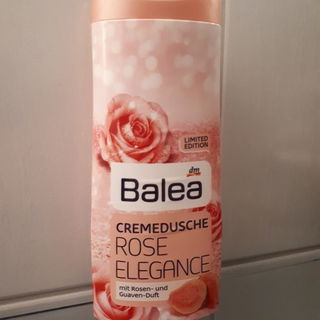 LIMITED
EDITION
dm
Balea
CREMEDUSCHE
ROSE
ELEGANCE
mit Rosen- und
Guaven-Duft